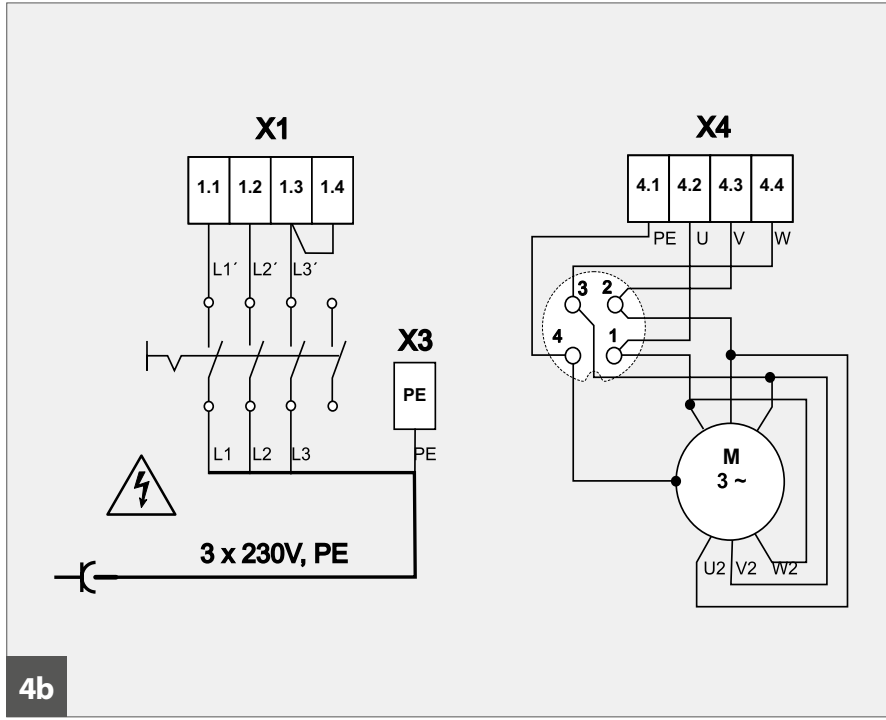 X1
1.1 1.2 1.3 1.4
L1´ L2´ L3´
X3
PE
L1 L2 L3 PE
3 x 230V, PE
X4
4.1 4.2 4.3 4.4
PE U V W
3 2
4 1
M
3 ~
U2 V2 W2
4b